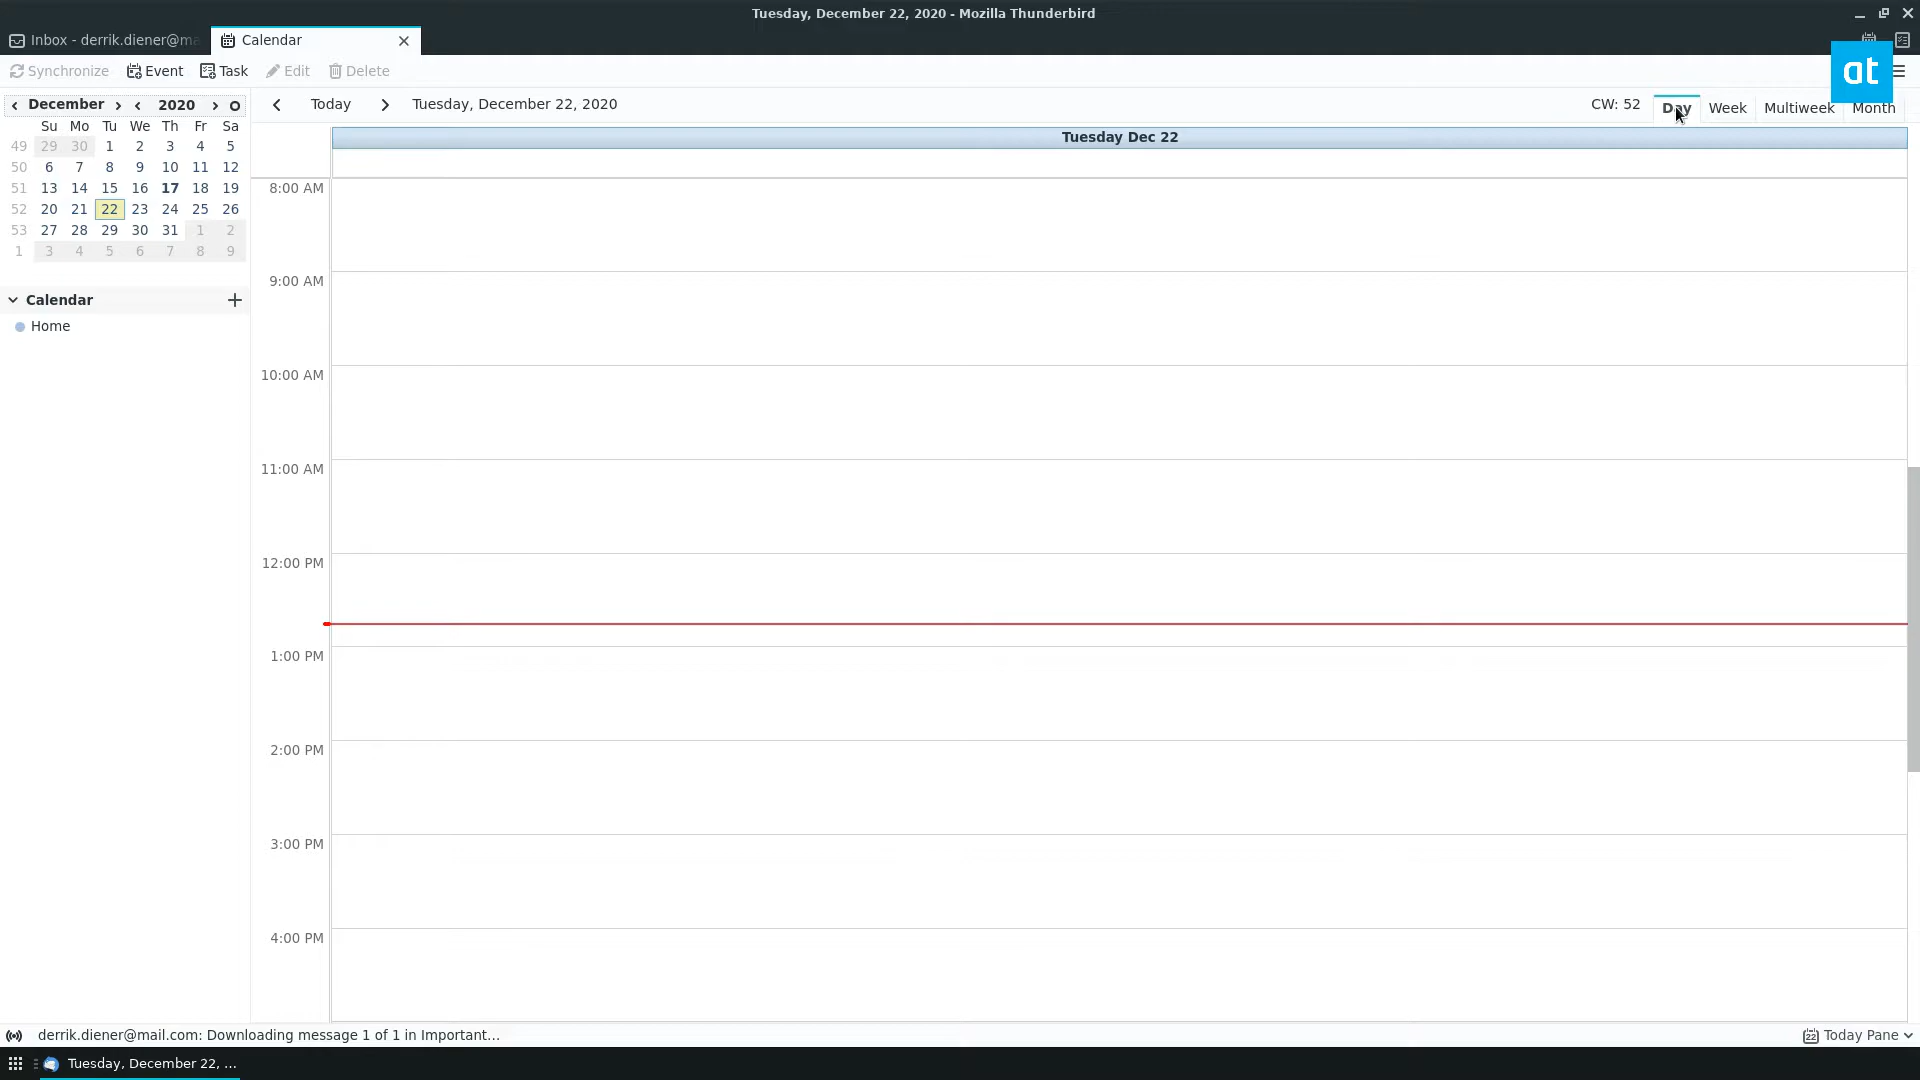 Tuesday, December 22, 2020 - Mozilla Thunderbird
Inbox - derrik.diener@ma
Calendar
Synchronize
Event
Task
Edit
Delete
at
December 2020
Su Mo Tu We Th Fr Sa
49 29 30 1 2 3 4 5
50 6 7 8 9 10 11 12
51 13 14 15 16 17 18 19
52 20 21 22 23 24 25 26
53 27 28 29 30 31 1 2
1 3 4 5 6 7 8 9
Calendar
Home
Today
Tuesday, December 22, 2020
CW: 52
Day
Week
Multiweek
Month
Tuesday Dec 22
8:00 AM
9:00 AM
10:00 AM
11:00 AM
12:00 PM
1:00 PM
2:00 PM
3:00 PM
4:00 PM
derrik.diener@mail.com: Downloading message 1 of 1 in Important…
22 Today Pane
Tuesday, December 22, ...